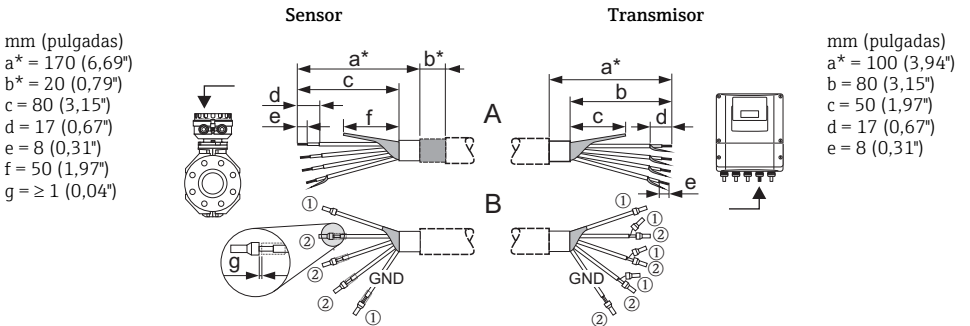 Sensor
Transmisor
mm (pulgadas)
a* = 170 (6,69")
b* = 20 (0,79")
c = 80 (3,15")
d = 17 (0,67")
e = 8 (0,31")
f = 50 (1,97")
g = ≥ 1 (0,04")
a*
b*
c
d
e
f
A
a*
b
c
d
e
mm (pulgadas)
a* = 100 (3,94")
b = 80 (3,15")
c = 50 (1,97")
d = 17 (0,67")
e = 8 (0,31")
B
①
②
②
②
①
GND
g
①
①
②
①
②
①
②
②
GND